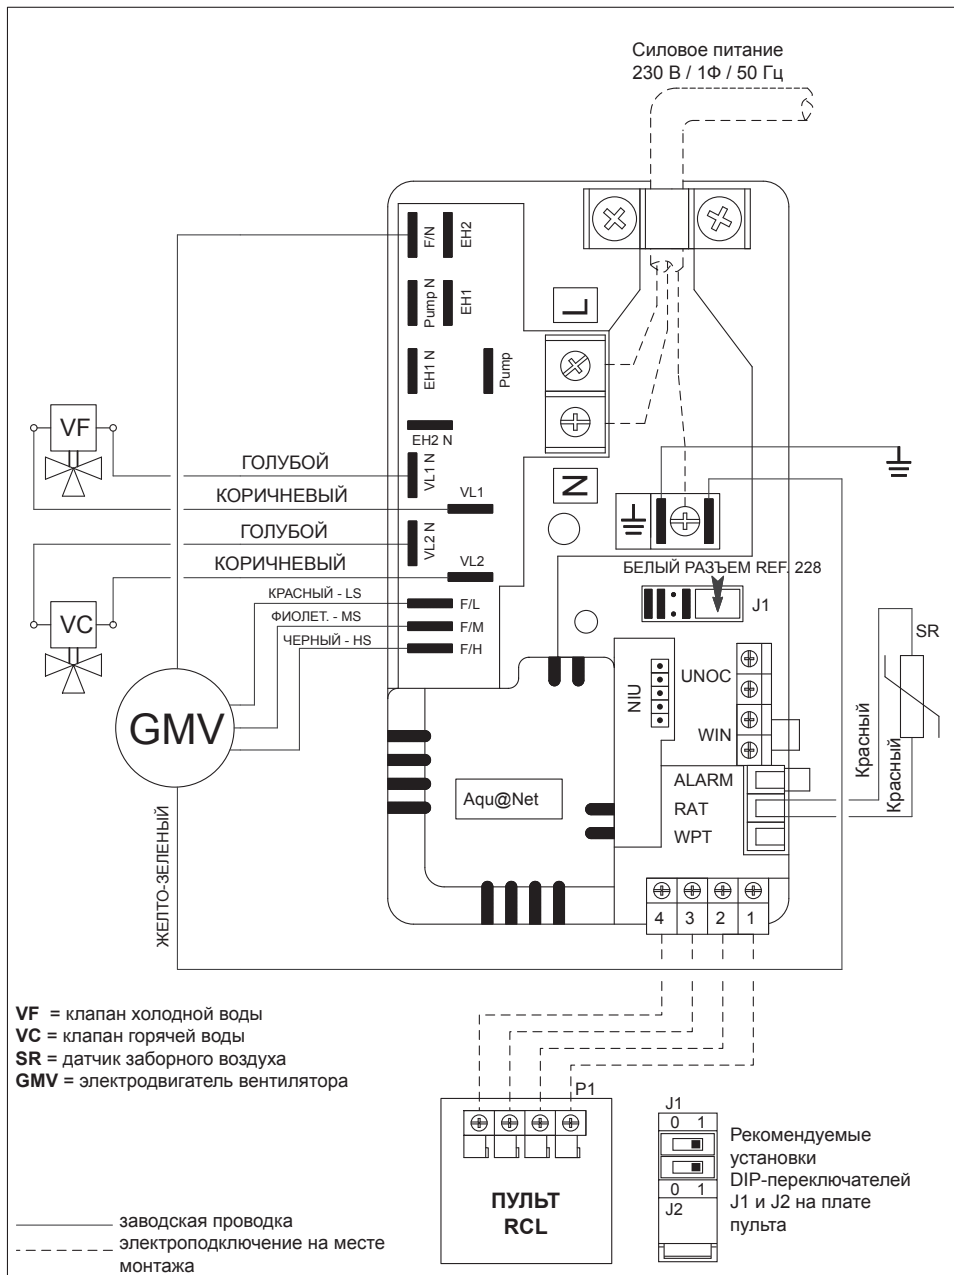 Силовое питание
230 В / 1Ф / 50 Гц
F/N
EH2
Pump N
EH1
EH1 N
Pump
L
EH2 N
N
VF
VL1 N
ГОЛУБОЙ
КОРИЧНЕВЫЙ
VL1
ГОЛУБОЙ
VL2 N
КОРИЧНЕВЫЙ
VL2
VC
КРАСНЫЙ - LS
F/L
ФИОЛЕТ. - MS
F/M
ЧЕРНЫЙ - HS
F/H
БЕЛЫЙ РАЗЪЕМ REF. 228
J1
SR
UNOC
NIU
WIN
GMV
Красный
Красный
ALARM
RAT
WPT
Aqu@Net
ЖЕЛТО-ЗЕЛЕНЫЙ
4 3 2 1
VF = клапан холодной воды
VC = клапан горячей воды
SR = датчик заборного воздуха
GMV = электродвигатель вентилятора
P1
ПУЛЬТ
RCL
J1
0 1
0 1
J2
Рекомендуемые
установки
DIP-переключателей
J1 и J2 на плате
пульта
заводская проводка
электроподключение на месте
монтажа